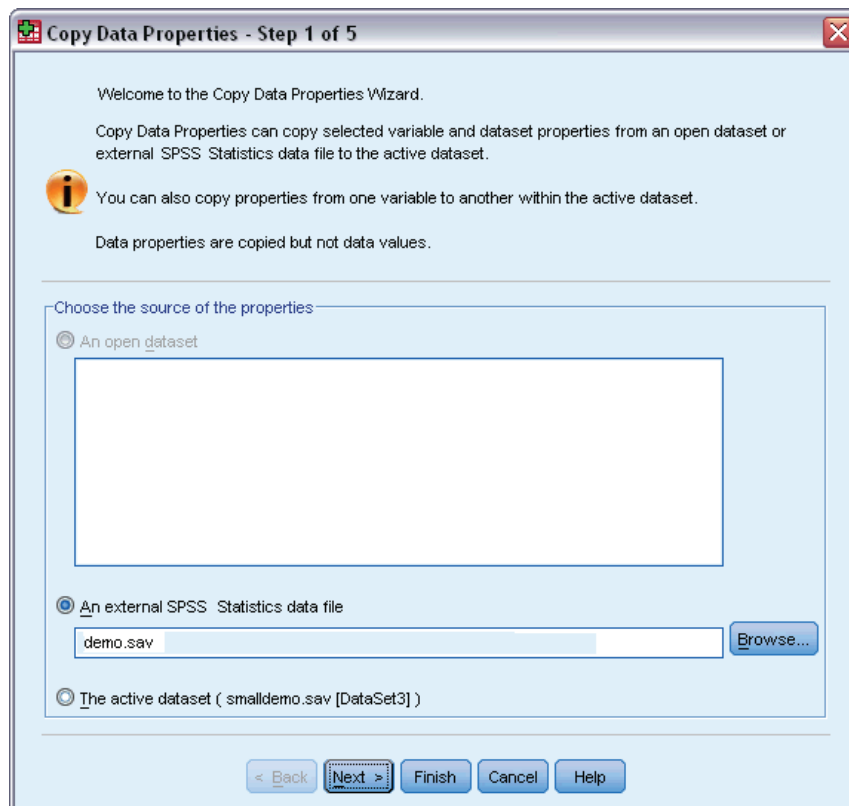 Copy Data Properties - Step 1 of 5
Welcome to the Copy Data Properties Wizard.
Copy Data Properties can copy selected variable and dataset properties from an open dataset or
external SPSS Statistics data file to the active dataset.
You can also copy properties from one variable to another within the active dataset.
Data properties are copied but not data values.
Choose the source of the properties
An open dataset
An external SPSS Statistics data file
demo.sav
Browse...
The active dataset ( smalldemo.sav [DataSet3] )
< Back Next > Finish Cancel Help